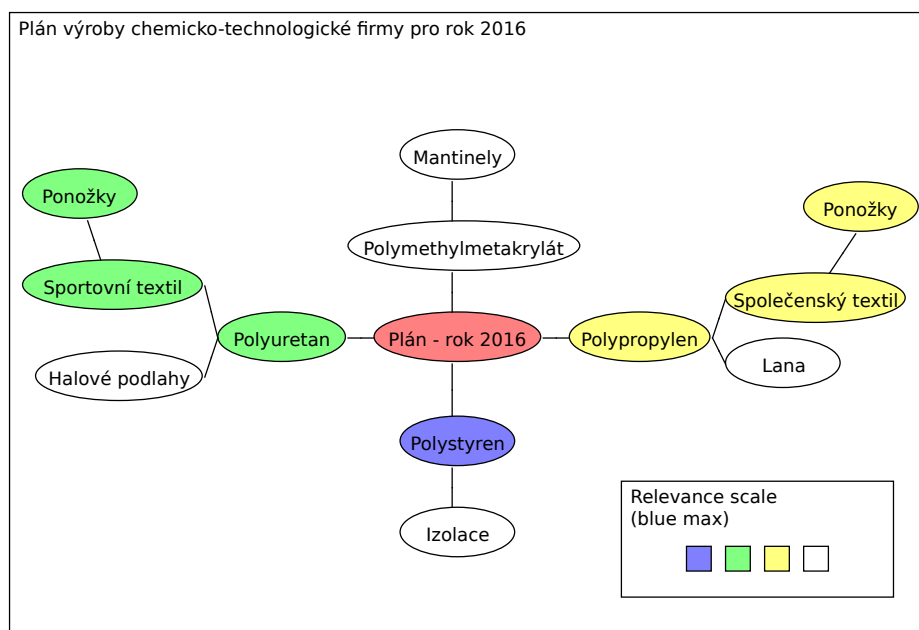 Plán výroby chemicko-technologické firmy pro rok 2016
Mantinely
Ponožky
Ponožky
Polymethylmetakrylát
Sportovní textil
Společenský textil
Polyuretan
Plán - rok 2016
Polypropylen
Halové podlahy
Lana
Polystyren
Izolace
Relevance scale
(blue max)